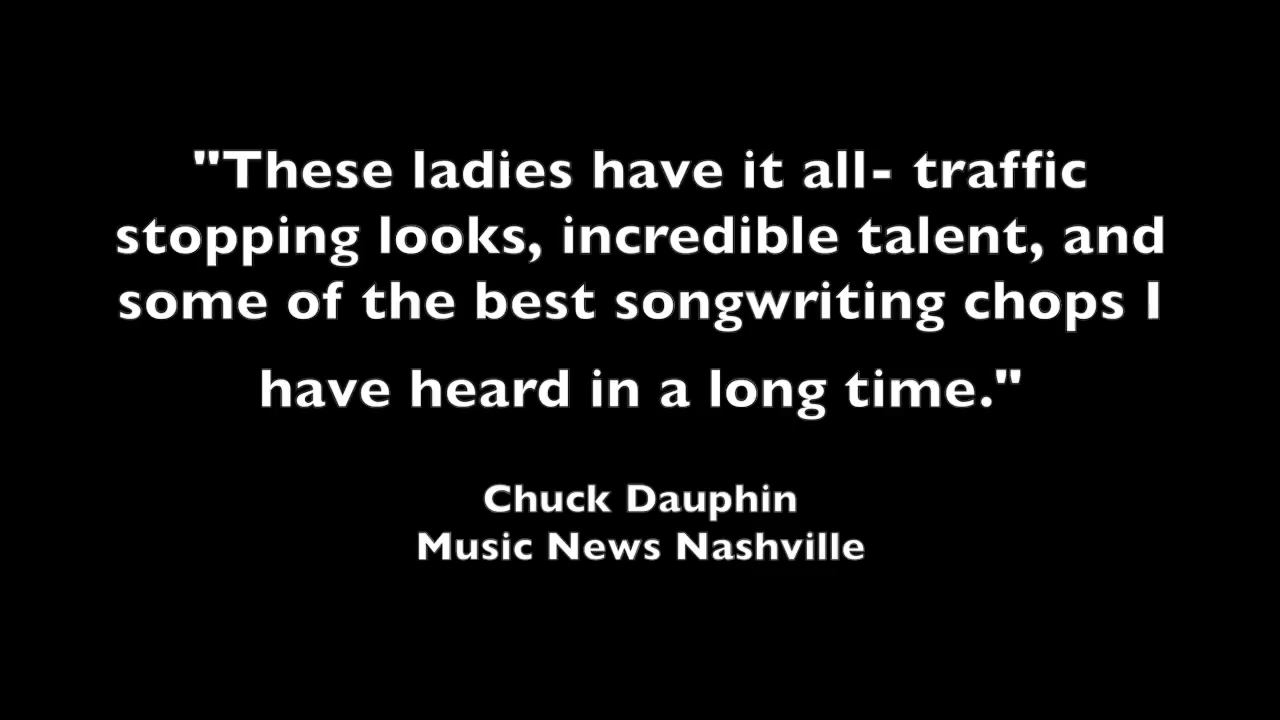 "These ladies have it all- traffic
stopping looks, incredible talent, and
some of the best songwriting chops I
have heard in a long time."
Chuck Dauphin
Music News Nashville